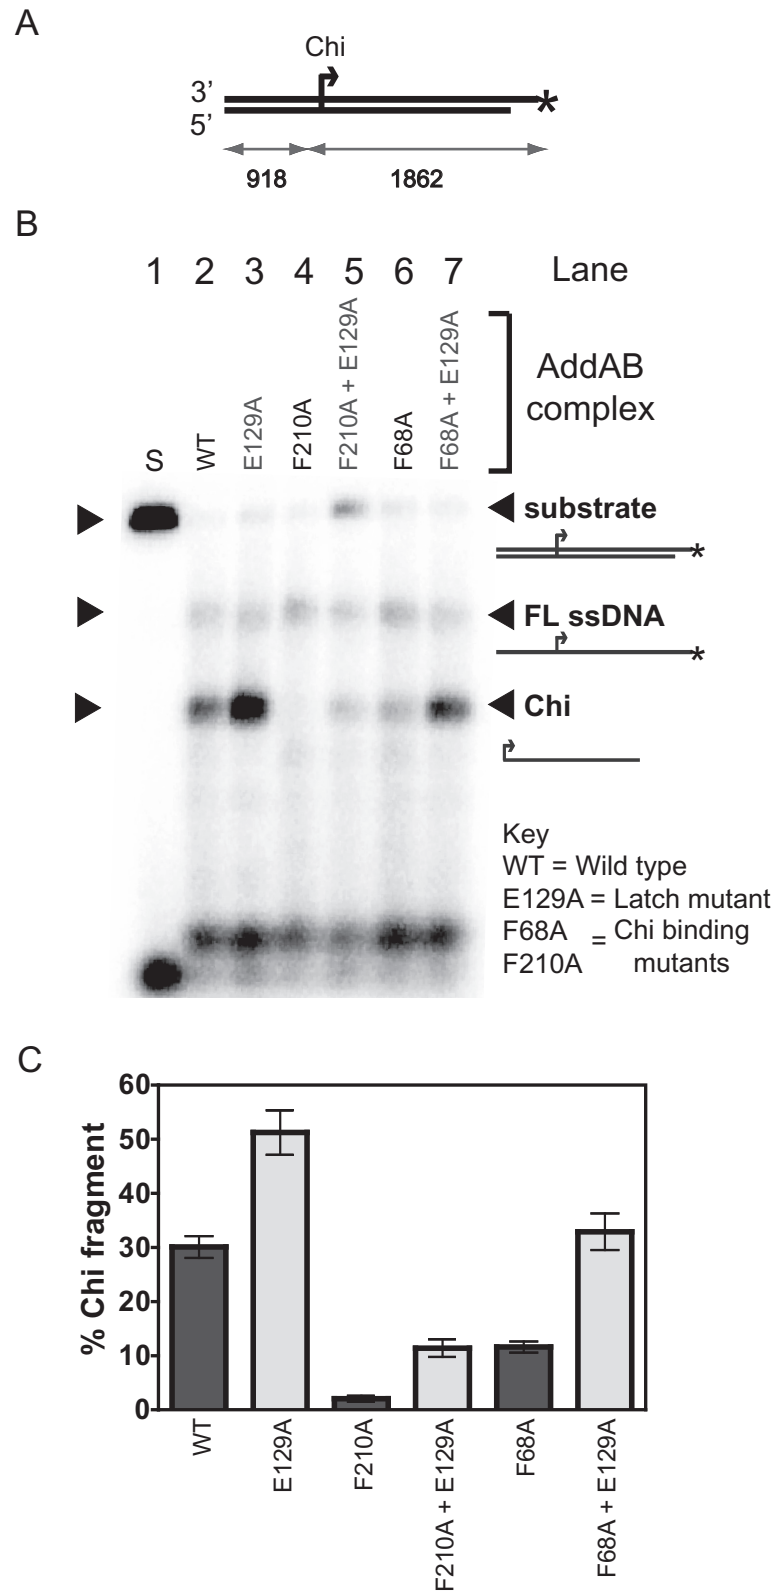 A
Chi
3’
*
5’
918 1862
B
1 2 3 4 5 6 7 Lane
S
WT
E129A
F210A
F210A + E129A
F68A
F68A + E129A
AddAB
complex
substrate
*
FL ssDNA
*
Chi
Key
WT = Wild type
E129A = Latch mutant
F68A = Chi binding
F210A mutants
C
% Chi fragment
60
50
40
30
20
10
0
WT
E129A
F210A
F210A + E129A
F68A
F68A + E129A